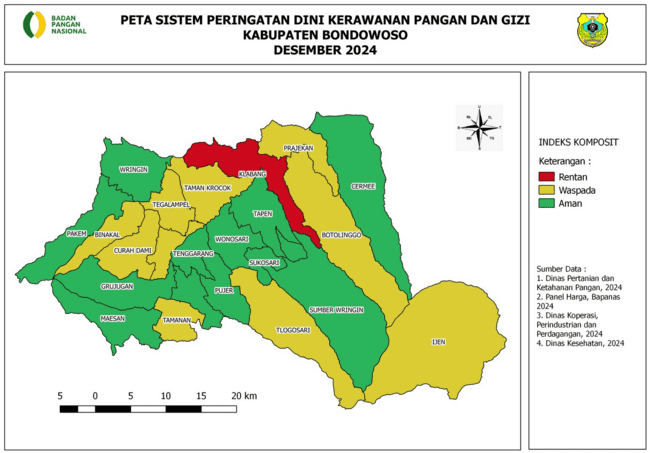 BADAN
PANGAN
NASIONAL
PETA SISTEM PERINGATAN DINI KERAWANAN PANGAN DAN GIZI
KABUPATEN BONDOWOSO
DESEMBER 2024
PRAJEKAN
WRINGIN
KLABANG
CERMEE
TAMAN KROCOK
TEGALAMPEL
TAPEN
PAKEM
BINAKAL
BOTOLINGGO
WONOSARI
CURAH DAMI
TENGGARANG
SUKOSARI
GRUJUGAN
PUJER
SUMBER WRINGIN
MAESAN
TAMANAN
TLOGOSARI
IJEN
5 0 5 10 15 20 km
INDEKS KOMPOSIT
Keterangan :
Rentan
Waspada
Aman
Sumber Data :
1. Dinas Pertanian dan
Ketahanan Pangan, 2024
2. Panel Harga, Bapanas
2024
3. Dinas Koperasi,
Perindustrian dan
Perdagangan, 2024
4. Dinas Kesehatan, 2024